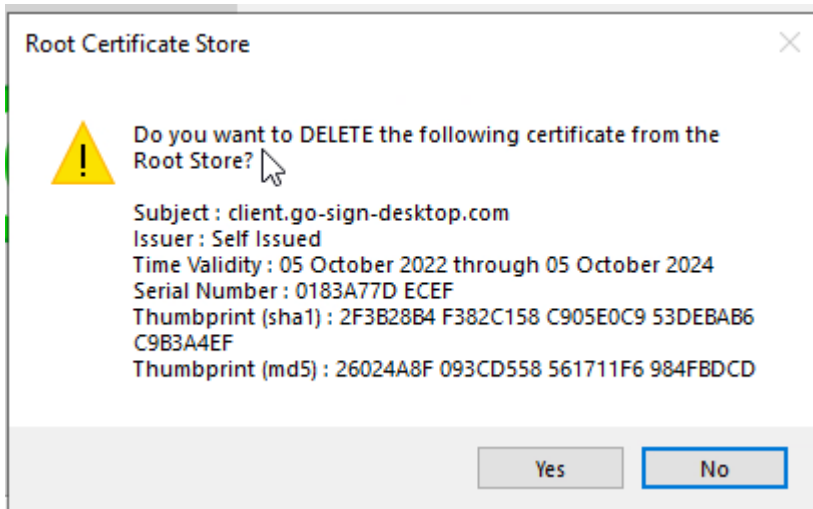 Root Certificate Store
Do you want to DELETE the following certificate from the
Root Store?
Subject : client.go-sign-desktop.com
Issuer : Self Issued
Time Validity : 05 October 2022 through 05 October 2024
Serial Number : 0183A77D ECEF
Thumbprint (sha1) : 2F3B28B4 F382C158 C905E0C9 53DEBAB6
C9B3A4EF
Thumbprint (md5) : 26024A8F 093CD558 561711F6 984FBDCD
Yes
No